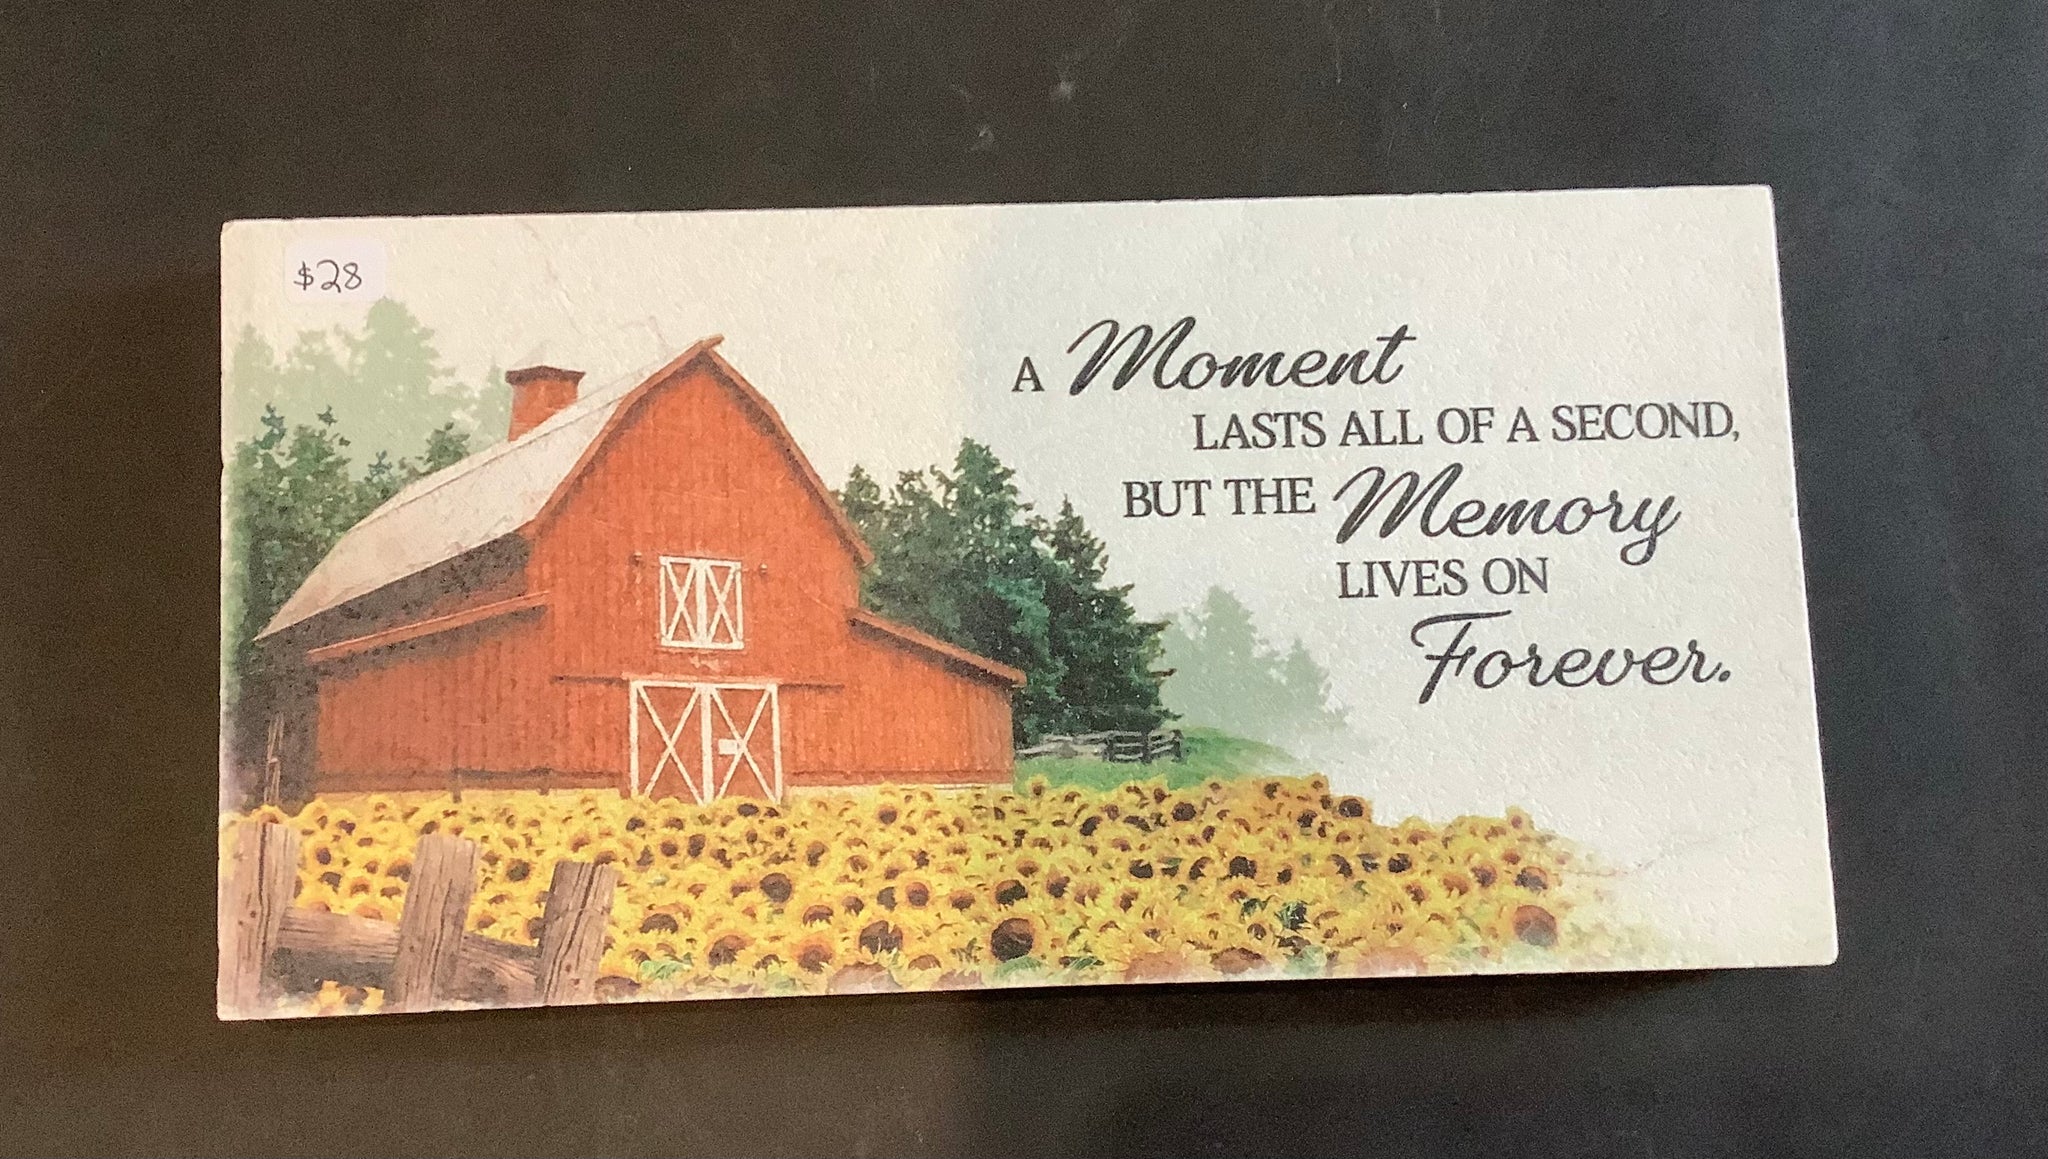 $28
A Moment
LASTS ALL OF A SECOND,
BUT THE Memory
LIVES ON
Forever.